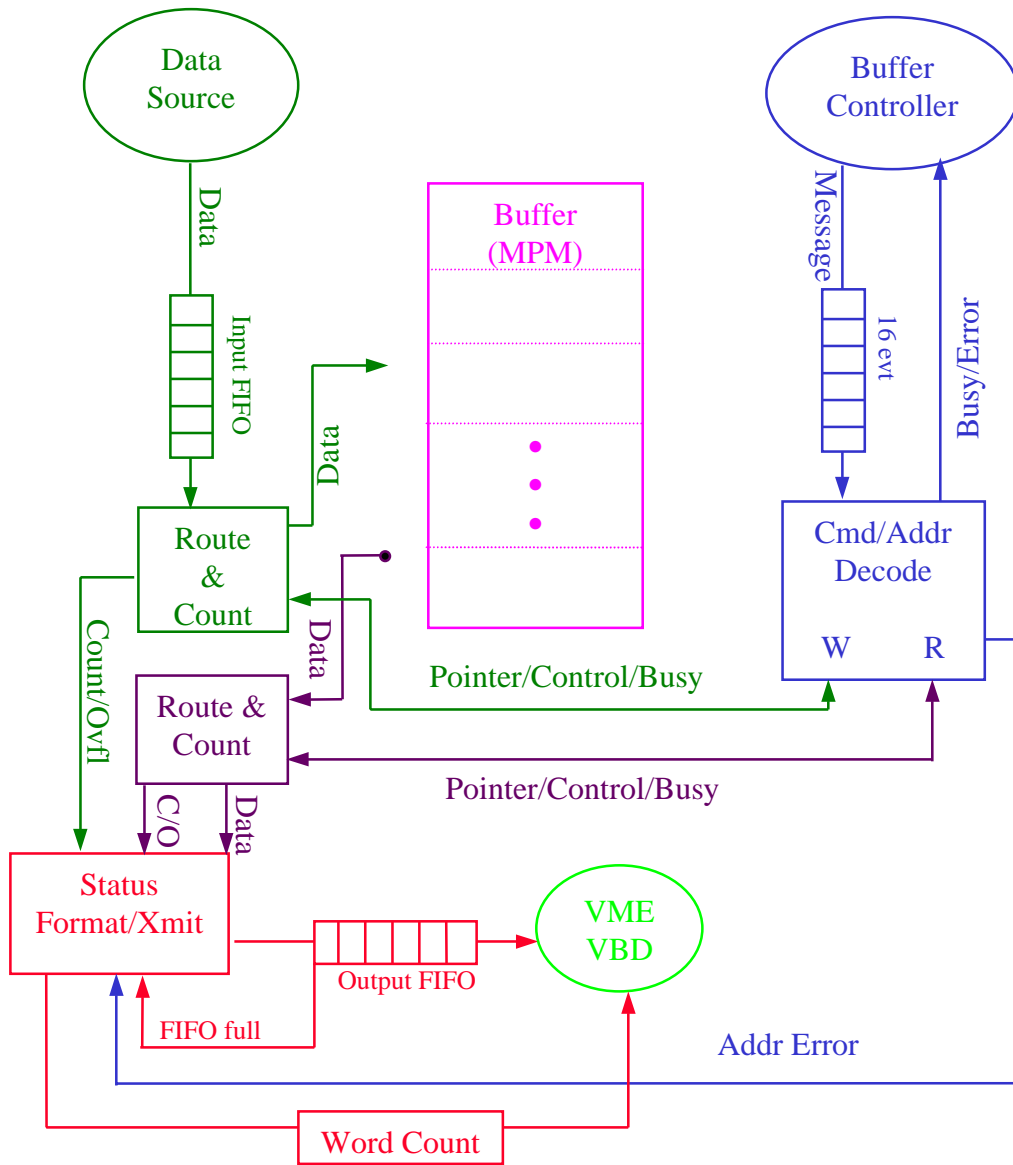 Data
Source
Buffer
Controller
Data
Message
Buffer
(MPM)
Input FIFO
16 evt
Busy/Error
Data
Route
&
Count
Cmd/Addr
Decode
W R
Data
Count/Ovfl
Pointer/Control/Busy
Route &
Count
Pointer/Control/Busy
C/O
Data
Status
Format/Xmit
VME
VBD
Output FIFO
FIFO full
Addr Error
Word Count